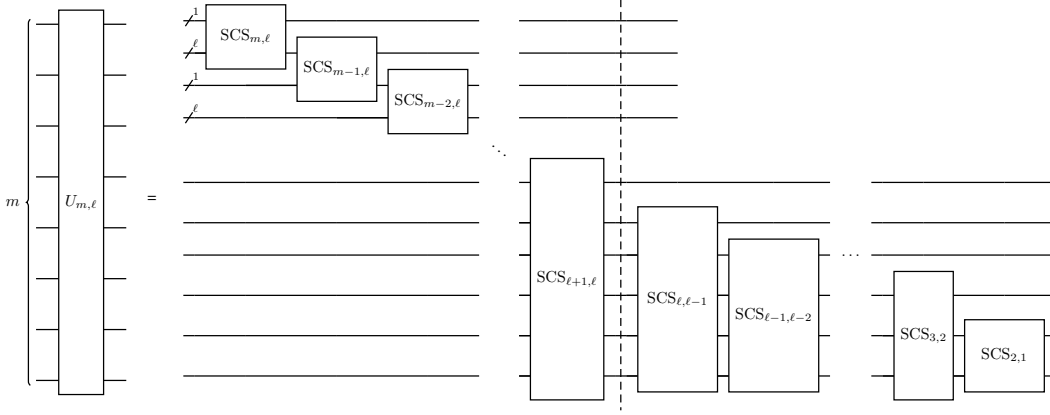 m
U_{m,ℓ}
=
1
ℓ
1
ℓ
SCS_{m,ℓ}
SCS_{m−1,ℓ}
SCS_{m−2,ℓ}
⋱
SCS_{ℓ+1,ℓ}
SCS_{ℓ,ℓ−1}
SCS_{ℓ−1,ℓ−2}
⋯
SCS_{3,2}
SCS_{2,1}